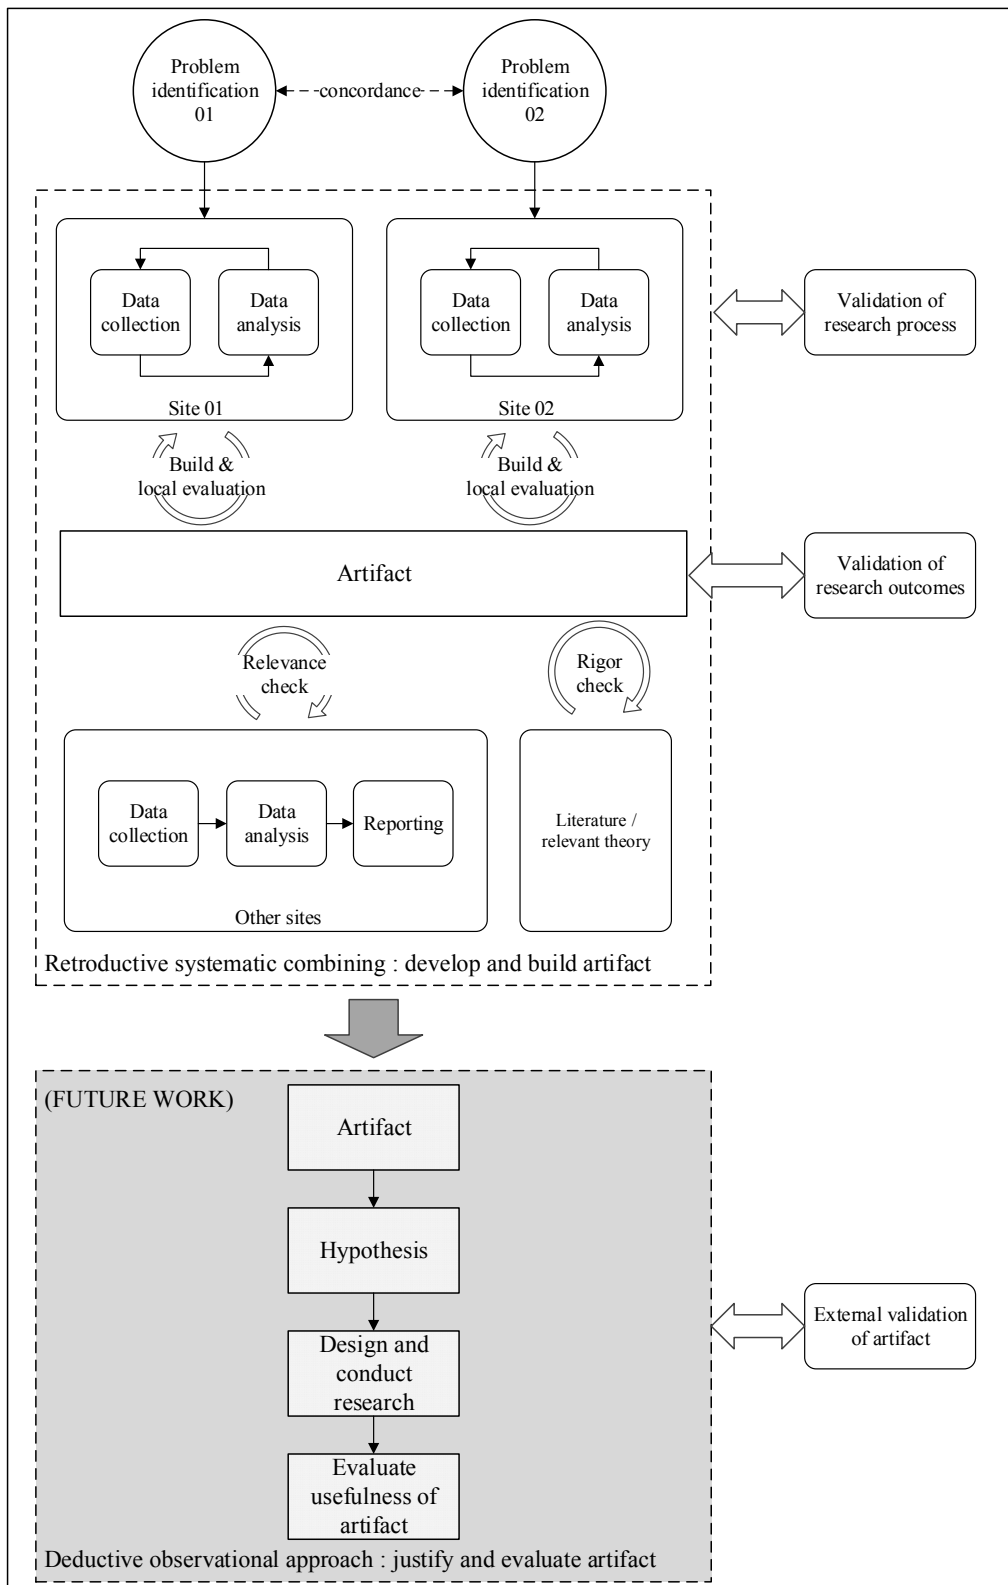 Problem
identification
01
concordance
Problem
identification
02
Data
collection
Data
analysis
Site 01
Data
collection
Data
analysis
Site 02
Validation of
research process
Build &
local evaluation
Build &
local evaluation
Artifact
Validation of
research outcomes
Relevance
check
Rigor
check
Data
collection
Data
analysis
Reporting
Other sites
Literature /
relevant theory
Retroductive systematic combining : develop and build artifact
(FUTURE WORK)
Artifact
Hypothesis
Design and
conduct
research
Evaluate
usefulness of
artifact
External validation
of artifact
Deductive observational approach : justify and evaluate artifact